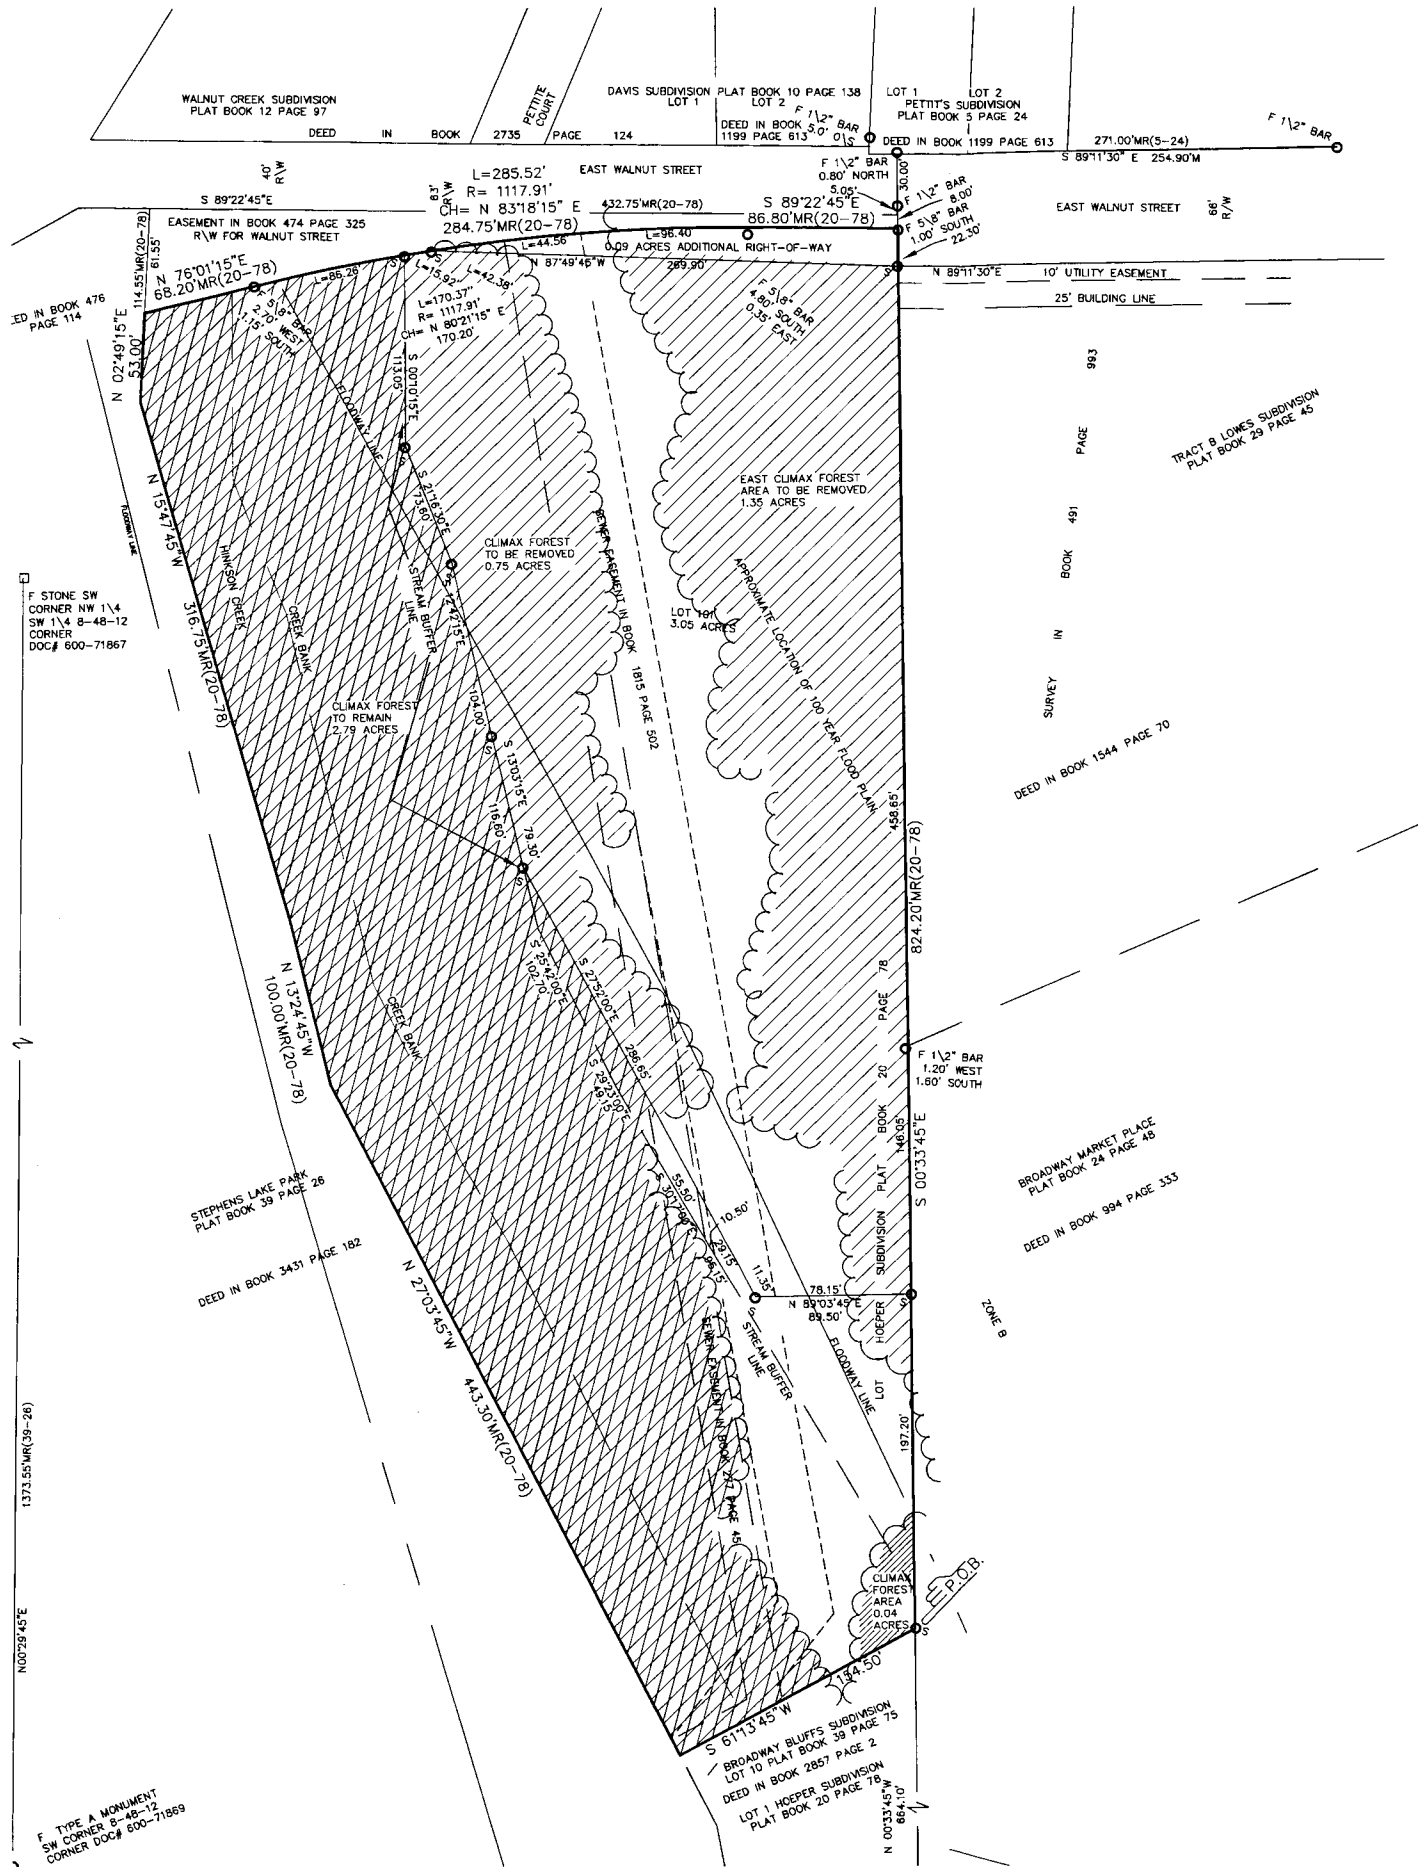 WALNUT CREEK SUBDIVISION
PLAT BOOK 12 PAGE 97
PETTITE
COURT
DAVIS SUBDIVISION PLAT BOOK 10 PAGE 138
LOT 1 LOT 2
LOT 1 LOT 2
PETTIT'S SUBDIVISION
PLAT BOOK 5 PAGE 24
DEED IN BOOK 2735 PAGE 124
DEED IN BOOK
1199 PAGE 613
F 1\2" BAR
5.0' O\S
DEED IN BOOK 1199 PAGE 613
271.00'MR(5-24)
F 1\2" BAR
S 89°11'30" E 254.90'M
40'
R\W
83'
R\W
L=285.52'
R= 1117.91'
CH= N 83°18'15" E
284.75'MR(20-78)
EAST WALNUT STREET
F 1\2" BAR
0.80' NORTH
5.05'
30.00'
F 1\2" BAR
8.00'
S 89°22'45"E
S 89°22'45"E
432.75'MR(20-78)
86.80'MR(20-78)
F 5\8" BAR
1.00' SOUTH
22.30'
EAST WALNUT STREET
66'
R/W
EASEMENT IN BOOK 474 PAGE 325
R\W FOR WALNUT STREET
114.55'MR(20-78)
61.55'
N 76°01'15"E
68.20'MR(20-78)
L=44.56
L=96.40
0.09 ACRES ADDITIONAL RIGHT-OF-WAY
N 87°49'45"W
269.90'
N 89°11'30"E 10' UTILITY EASEMENT
25' BUILDING LINE
L=86.26'
L=15.92'
L=42.38'
L=170.37'
R= 1117.91'
CH= N 80°21'15" E
170.20'
F 5\8" BAR
2.70' WEST
1.15' SOUTH
F 5\8" BAR
4.80' SOUTH
0.35' EAST
ED IN BOOK 476
PAGE 114
N 02°49'15"E
53.00'
S 00°10'15"E
113.05'
FLOODWAY LINE
SURVEY IN BOOK 491 PAGE 993
TRACT B LOWES SUBDIVISION
PLAT BOOK 29 PAGE 45
S 21°16'30"E
73.60'
EAST CLIMAX FOREST
AREA TO BE REMOVED
1.35 ACRES
N 15°47'45"W
316.75'MR(20-78)
FLOODWAY LINE
CLIMAX FOREST
TO BE REMOVED
0.75 ACRES
SEWER EASEMENT IN BOOK 1815 PAGE 502
APPROXIMATE LOCATION OF 100 YEAR FLOOD PLAIN
HINKSON CREEK
CREEK BANK
STREAM BUFFER
LINE
S 12°42'15"E
104.00'
F STONE SW
CORNER NW 1\4
SW 1\4 8-48-12
CORNER
DOC# 600-71867
LOT 101
3.05 ACRES
CLIMAX FOREST
TO REMAIN
2.79 ACRES
S 13°03'15"E
116.60'
79.30'
458.65'
824.20'MR(20-78)
DEED IN BOOK 1544 PAGE 70
N 13°24'45"W
100.00'MR(20-78)
CREEK BANK
S 25°42'00"E
102.70'
S 27°52'00"E
286.65'
S 29°23'00"E
49.15'
F 1\2" BAR
1.20' WEST
1.60' SOUTH
146.05'
S 00°33'45"E
LOT HOEPER SUBDIVISION PLAT BOOK 20 PAGE 78
BROADWAY MARKET PLACE
PLAT BOOK 24 PAGE 48
DEED IN BOOK 994 PAGE 333
STEPHENS LAKE PARK
PLAT BOOK 39 PAGE 26
DEED IN BOOK 3431 PAGE 182
55.50'
S 30°17'00"E
96.15'
10.50'
29.15'
11.35'
78.15'
N 89°03'45"E
89.50'
ZONE B
N 27°03'45"W
443.30'MR(20-78)
SEWER EASEMENT IN BOOK 277 PAGE 45
STREAM BUFFER
LINE
FLOODWAY LINE
197.20'
1373.55'MR(39-26)
N00°29'45"E
CLIMAX
FOREST
AREA
0.04
ACRES
P.O.B.
154.50'
S 61°13'45"W
BROADWAY BLUFFS SUBDIVISION
LOT 10 PLAT BOOK 39 PAGE 75
DEED IN BOOK 2857 PAGE 2
LOT 1 HOEPER SUBDIVISION
PLAT BOOK 20 PAGE 78
N 00°33'45"W
664.10'
F TYPE A MONUMENT
SW CORNER 8-48-12
CORNER DOC# 600-71869